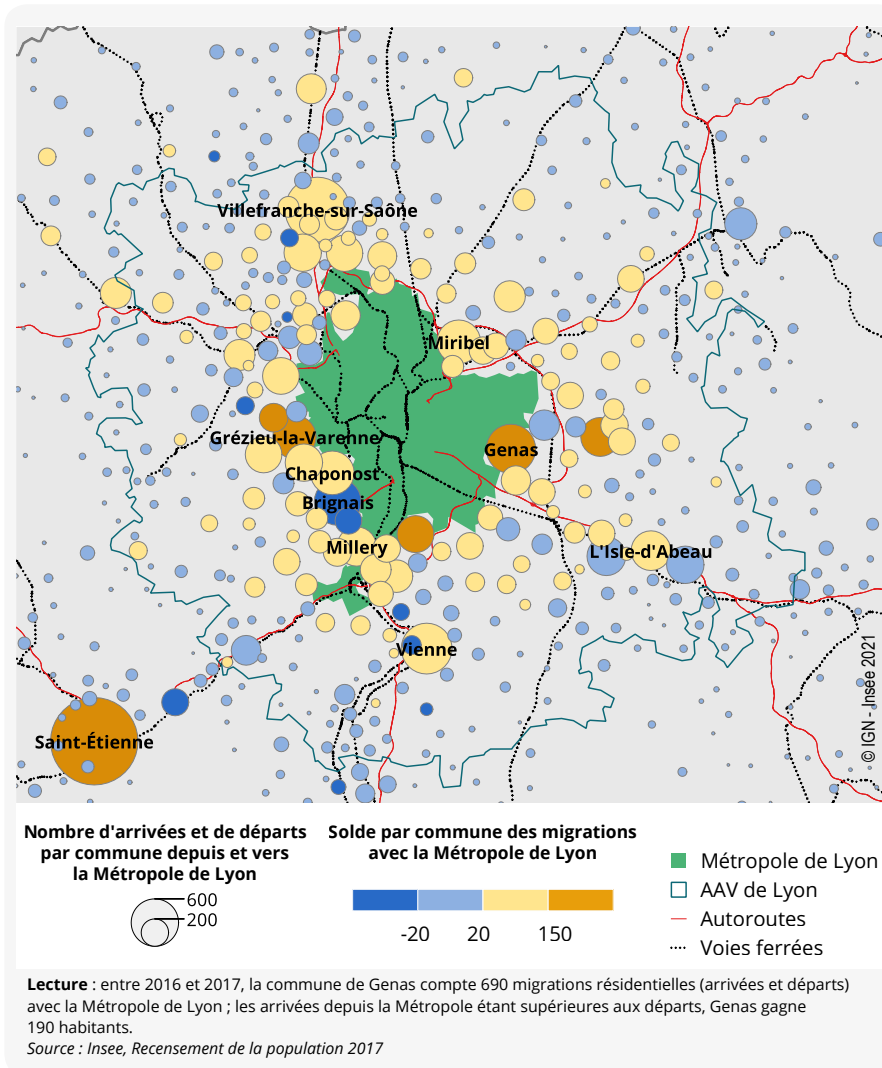 Villefranche-sur-Saône
Miribel
Grézieu-la-Varenne
Genas
Chaponost
Brignais
Millery
L'Isle-d'Abeau
Vienne
Saint-Étienne
© IGN - Insee 2021
Nombre d'arrivées et de départs
par commune depuis et vers
la Métropole de Lyon
600
200
Solde par commune des migrations
avec la Métropole de Lyon
-20 20 150
Métropole de Lyon
AAV de Lyon
Autoroutes
Voies ferrées
Lecture : entre 2016 et 2017, la commune de Genas compte 690 migrations résidentielles (arrivées et départs)
avec la Métropole de Lyon ; les arrivées depuis la Métropole étant supérieures aux départs, Genas gagne
190 habitants.
Source : Insee, Recensement de la population 2017